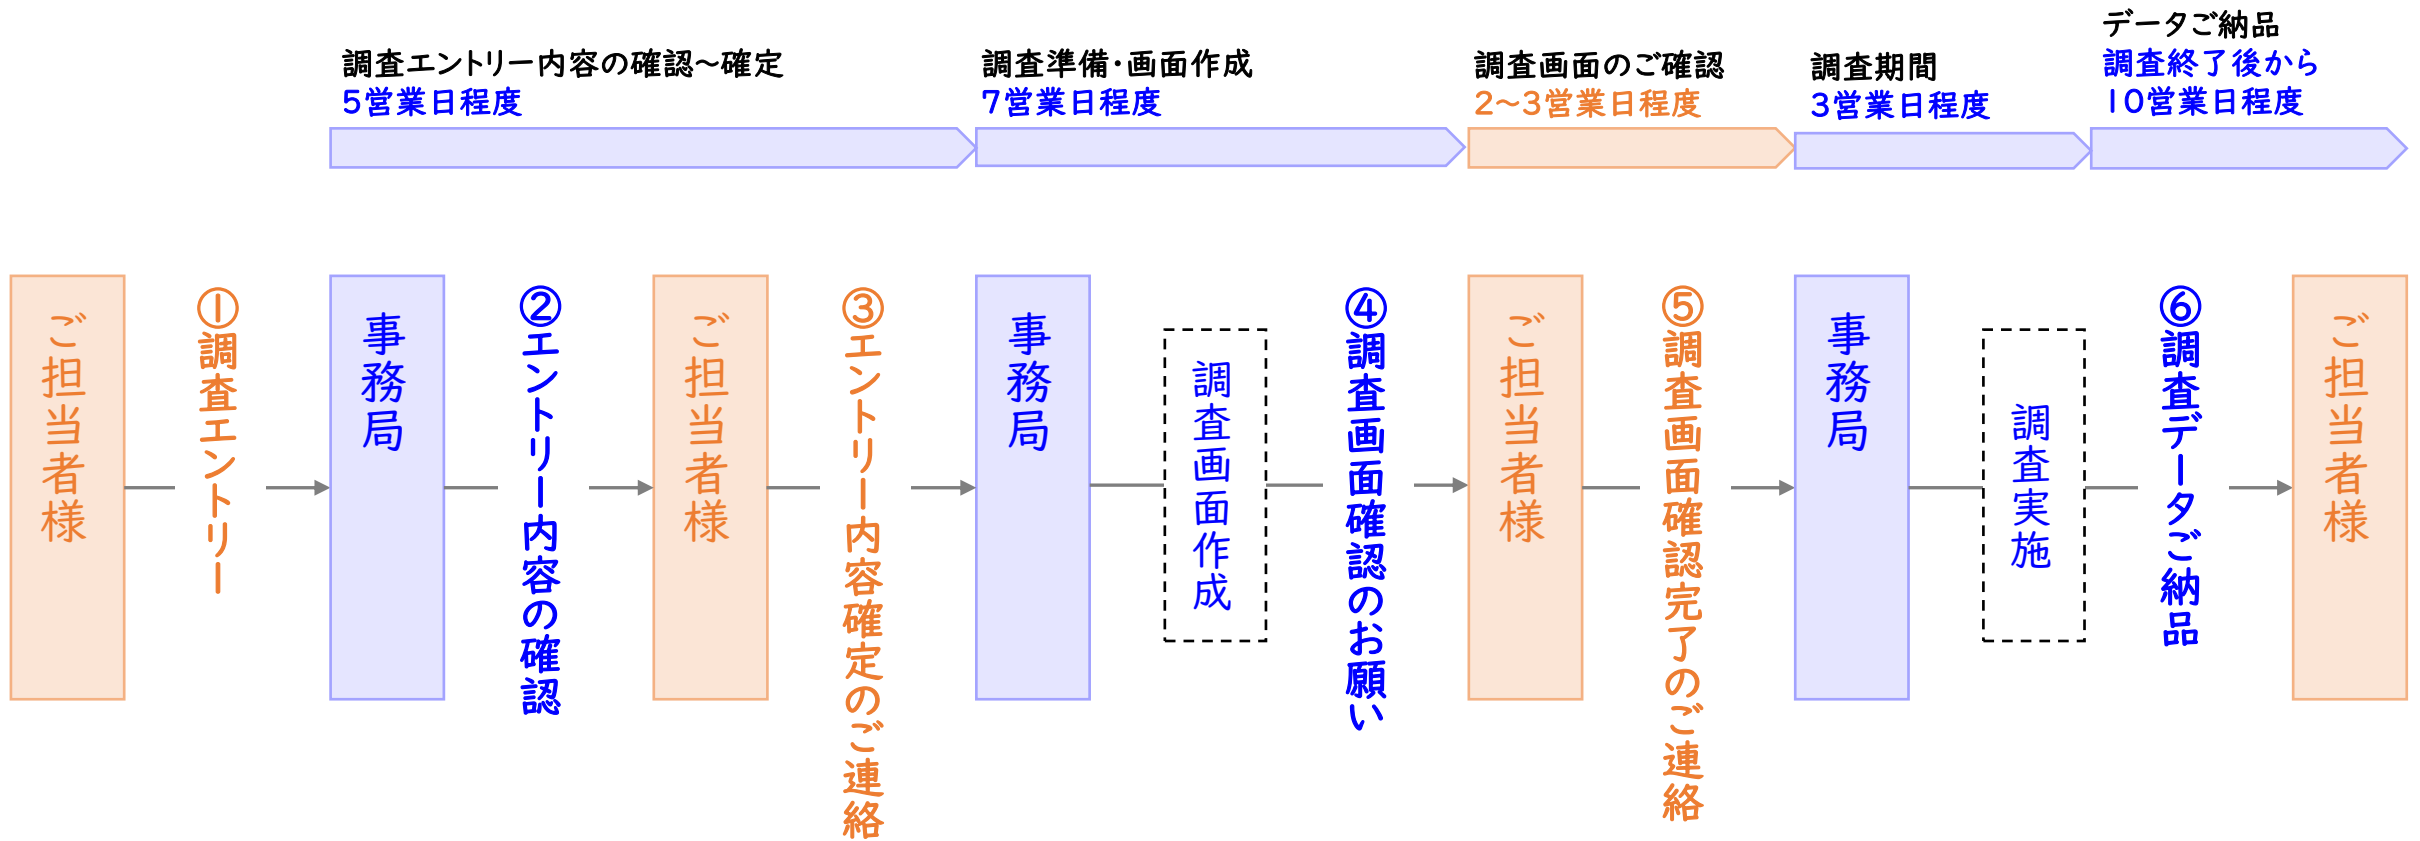 調査エントリー内容の確認～確定
5営業日程度
調査準備・画面作成
7営業日程度
調査画面のご確認
2～3営業日程度
調査期間
3営業日程度
データご納品
調査終了後から
10営業日程度
ご担当者様
①調査エントリー
事務局
②エントリー内容の確認
ご担当者様
③エントリー内容確定のご連絡
事務局
調査画面作成
④調査画面確認のお願い
ご担当者様
⑤調査画面確認完了のご連絡
事務局
調査実施
⑥調査データご納品
ご担当者様